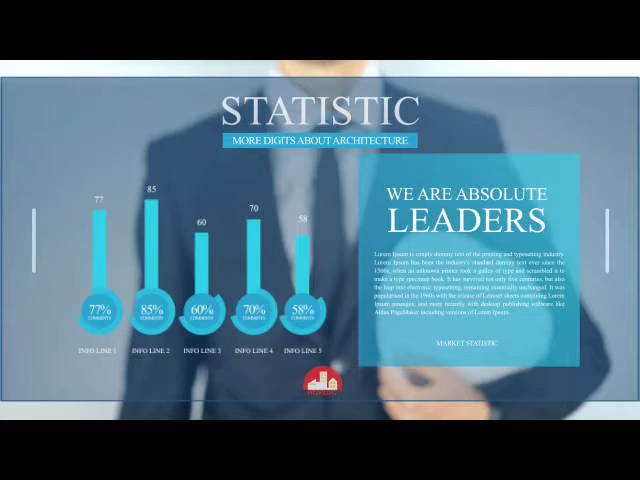 STATISTIC
MORE DIGITS ABOUT ARCHITECTURE
77
85
60
70
58
77%
COMMENTS
85%
COMMENTS
60%
COMMENTS
70%
COMMENTS
58%
COMMENTS
INFO LINE 1
INFO LINE 2
INFO LINE 3
INFO LINE 4
INFO LINE 5
WE ARE ABSOLUTE
LEADERS
Lorem Ipsum is simply dummy text of the printing and typesetting industry.
Lorem Ipsum has been the industry's standard dummy text ever since the
1500s, when an unknown printer took a galley of type and scrambled it to
make a type specimen book. It has survived not only five centuries, but also
the leap into electronic typesetting, remaining essentially unchanged. It was
popularised in the 1960s with the release of Letraset sheets containing Lorem
Ipsum passages, and more recently with desktop publishing software like
Aldus PageMaker including versions of Lorem Ipsum.
MARKET STATISTIC